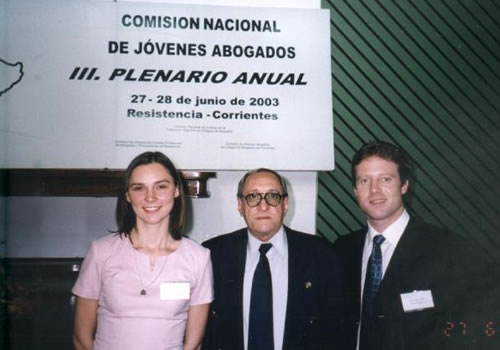 COMISION NACIONAL
DE JÓVENES ABOGADOS
III. PLENARIO ANUAL
27 - 28 de junio de 2003
Resistencia - Corrientes
27 6